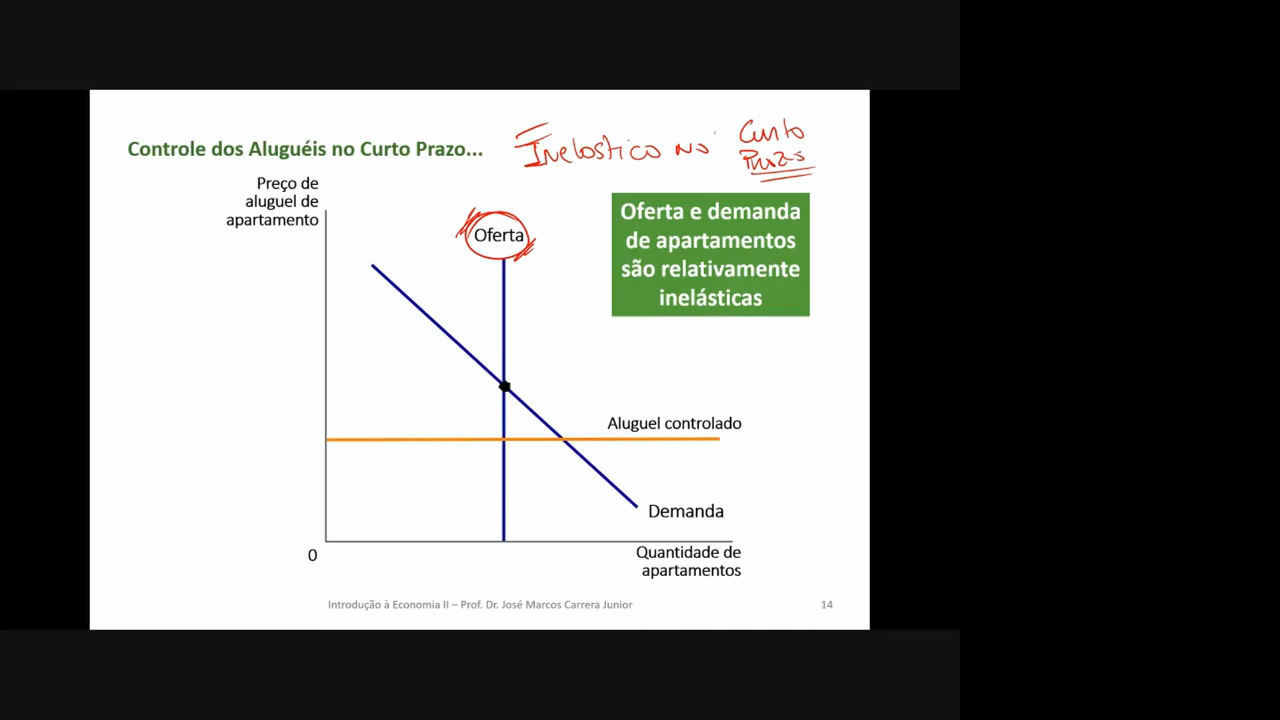 Controle dos Aluguéis no Curto Prazo...
Inelostico no Curto
Prazo
Preço de
aluguel de
apartamento
Oferta
Oferta e demanda
de apartamentos
são relativamente
inelásticas
Aluguel controlado
Demanda
0
Quantidade de
apartamentos
Introdução à Economia II – Prof. Dr. José Marcos Carrera Junior
14